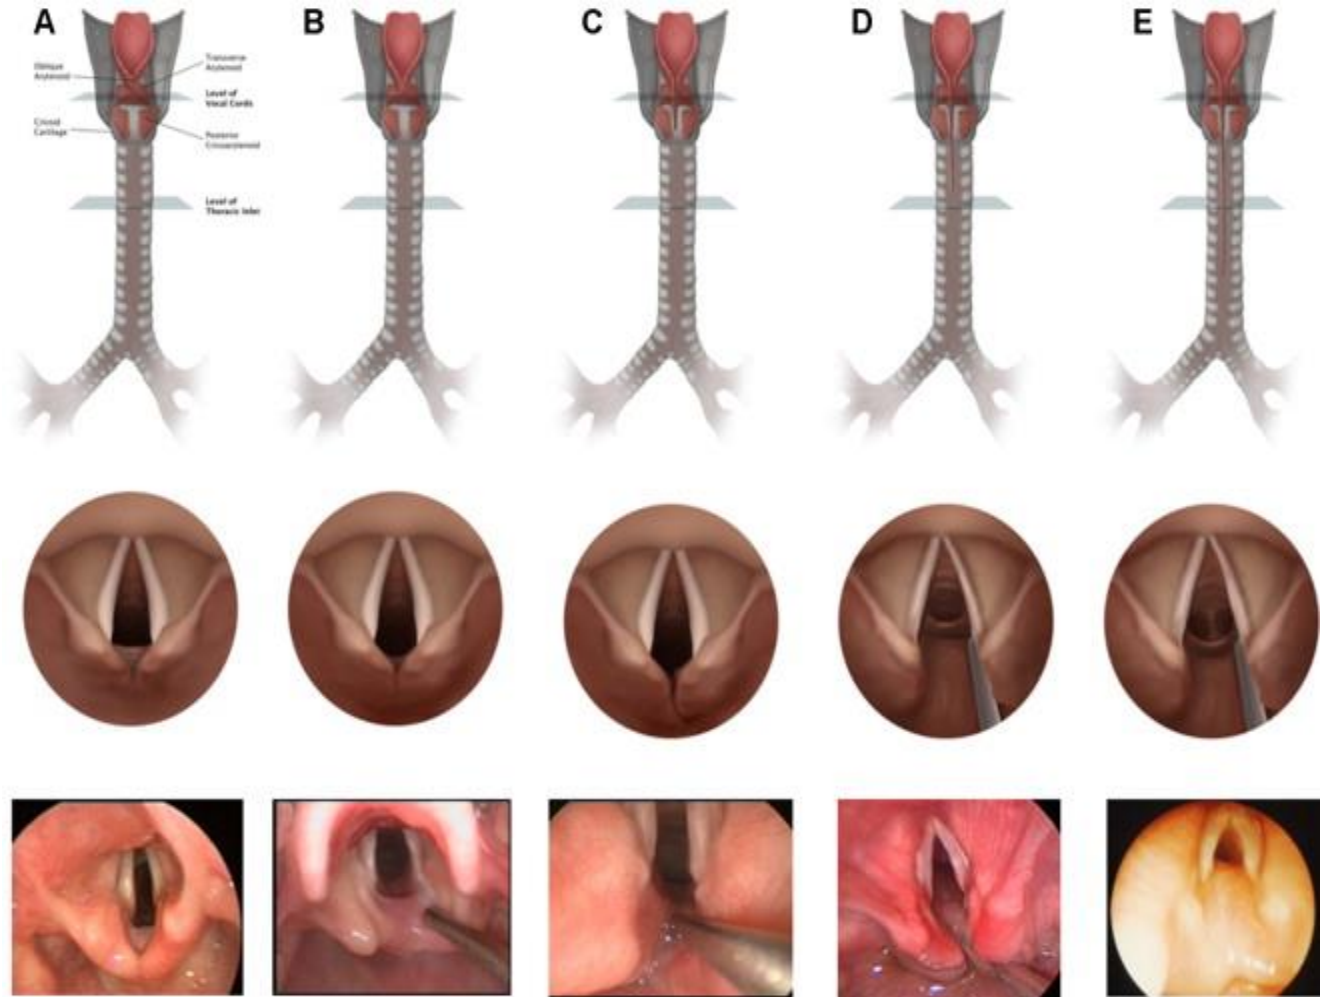 A
B
C
D
E
Oblique
Arytenoid
Transverse
Arytenoid
Level of
Vocal Cords
Cricoid
Cartilage
Posterior
Cricoarytenoid
Level of
Thoracic Inlet